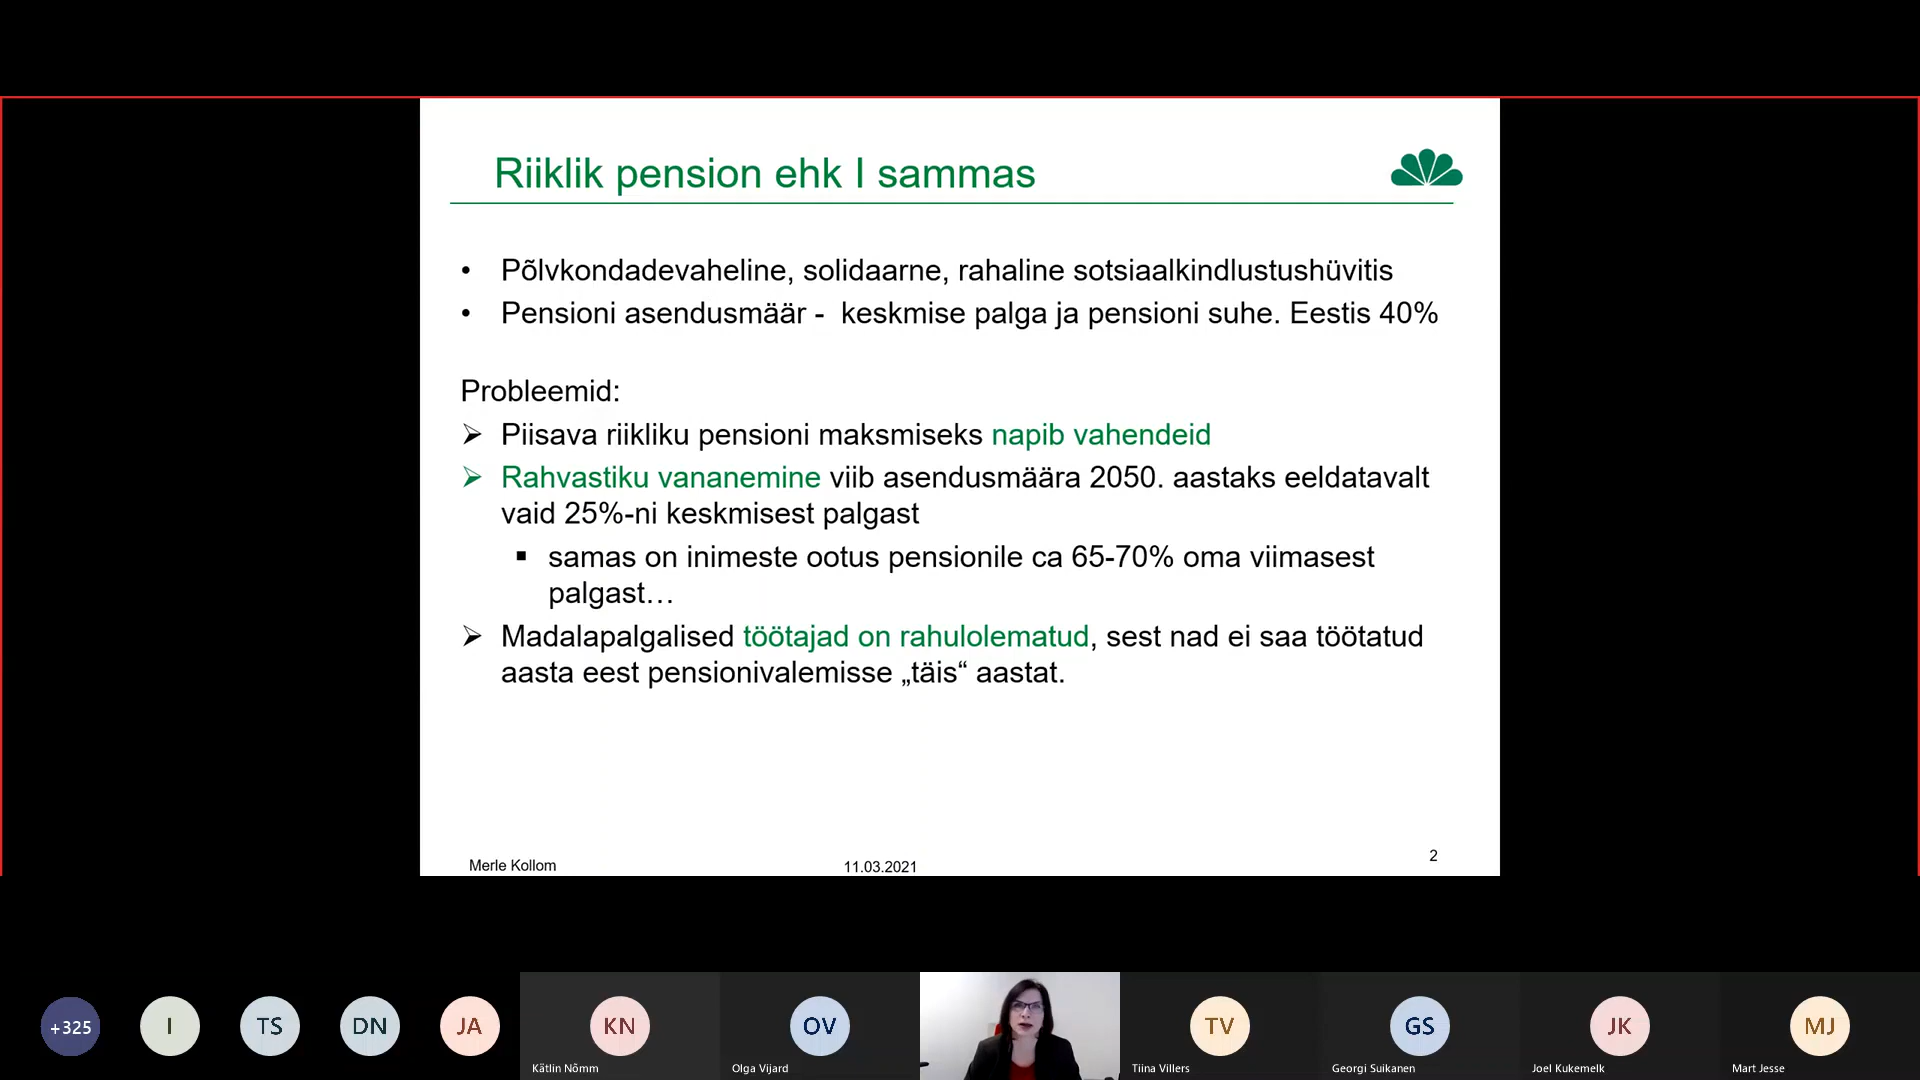 Riiklik pension ehk I sammas
• Põlvkondadevaheline, solidaarne, rahaline sotsiaalkindlustushüvitis
• Pensioni asendusmäär - keskmise palga ja pensioni suhe. Eestis 40%
Probleemid:
➢ Piisava riikliku pensioni maksmiseks napib vahendeid
➢ Rahvastiku vananemine viib asendusmäära 2050. aastaks eeldatavalt
vaid 25%-ni keskmisest palgast
▪ samas on inimeste ootus pensionile ca 65-70% oma viimasest
palgast…
➢ Madalapalgalised töötajad on rahulolematud, sest nad ei saa töötatud
aasta eest pensionivalemisse „täis“ aastat.
Merle Kollom
11.03.2021
2
+325
I
TS
DN
JA
KN
Kätlin Nõmm
OV
Olga Vijard
TV
Tiina Villers
GS
Georgi Suikanen
JK
Joel Kukemelk
MJ
Mart Jesse